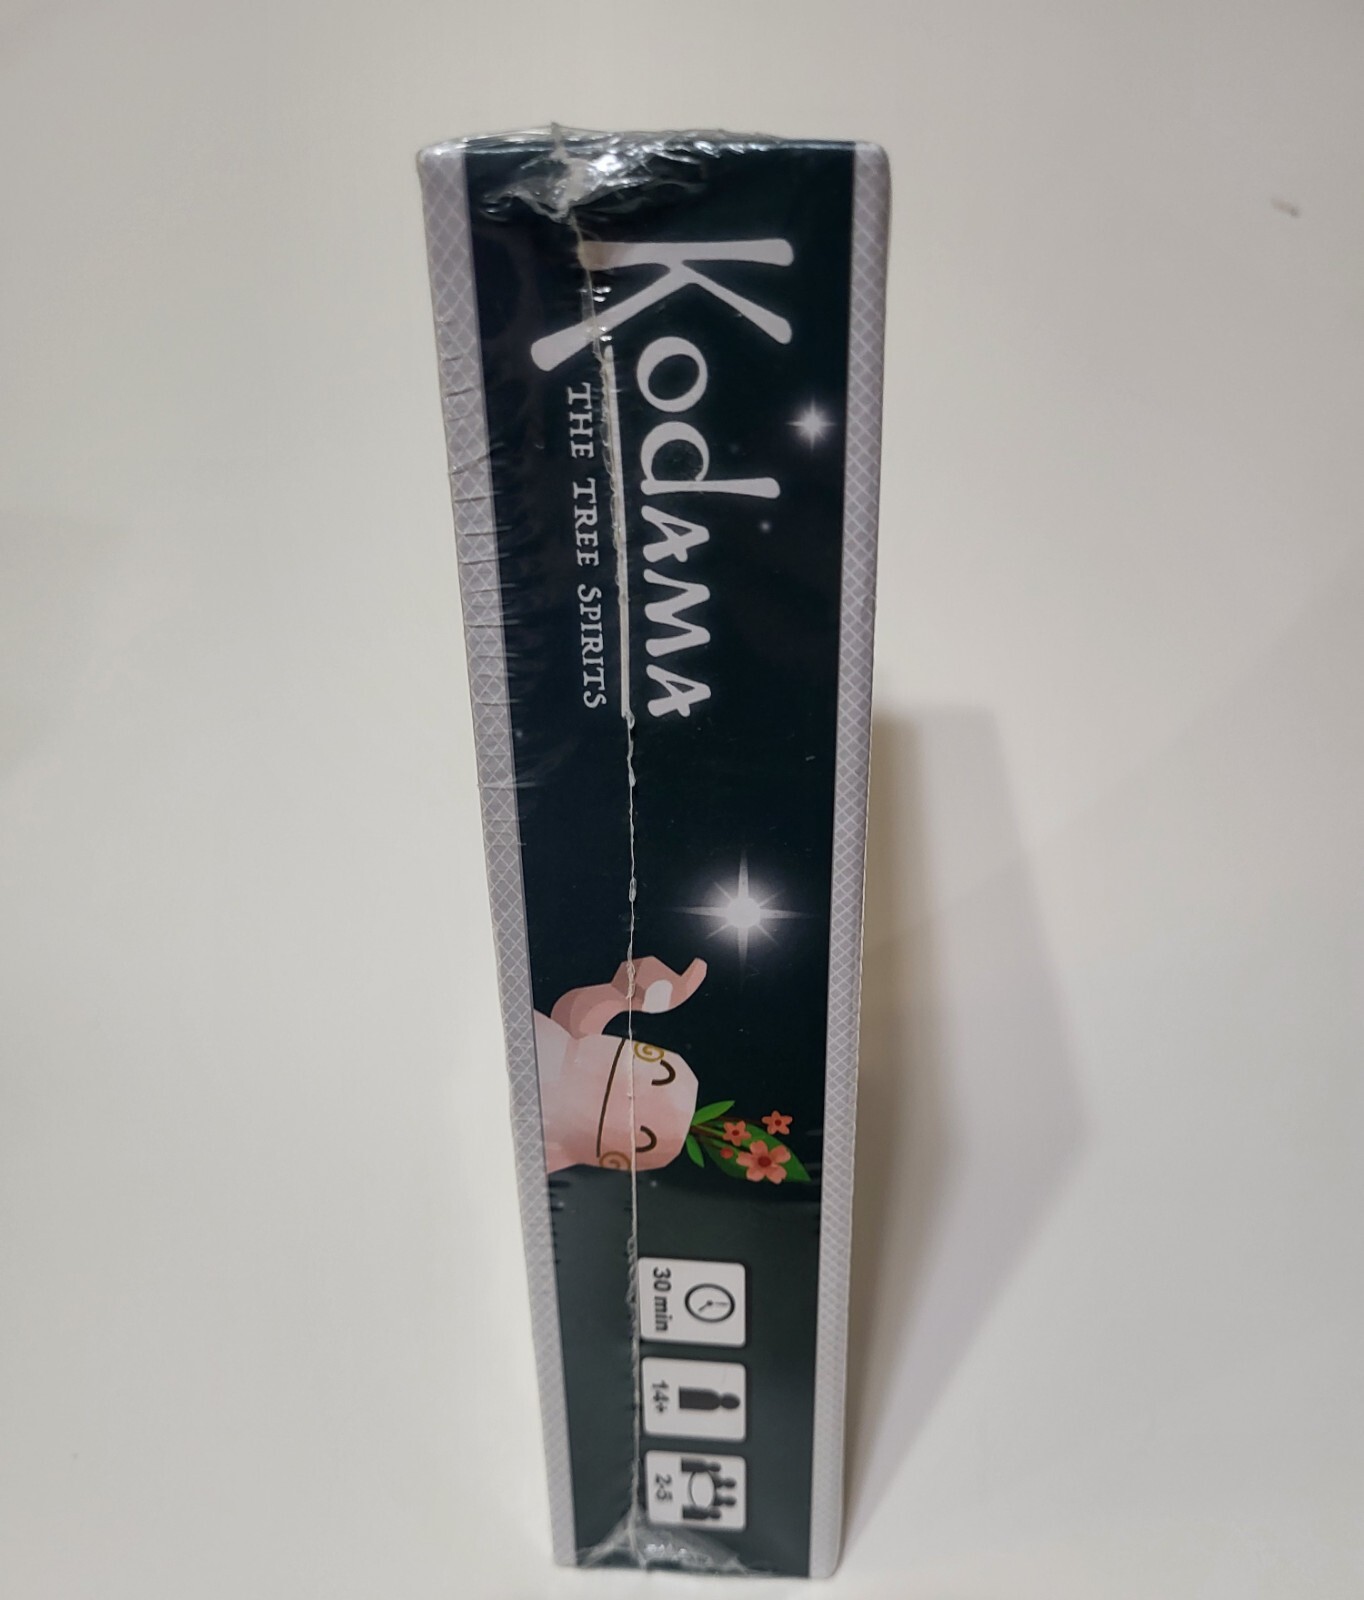 Kodama
THE TREE SPIRITS
30 min
14+
2-5